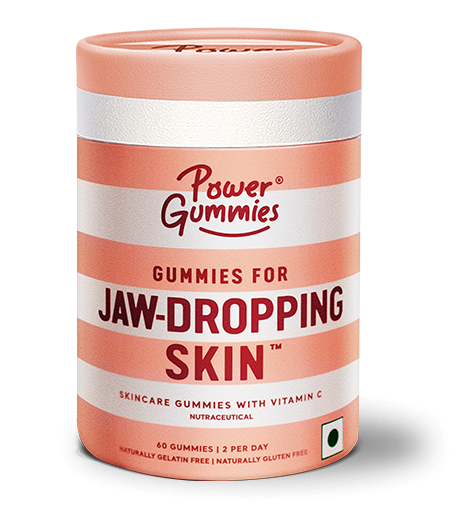 Power
Power®
Gummies
GUMMIES FOR
JAW-DROPPING
SKIN™
SKINCARE GUMMIES WITH VITAMIN C
NUTRACEUTICAL
60 GUMMIES | 2 PER DAY
NATURALLY GELATIN FREE | NATURALLY GLUTEN FREE